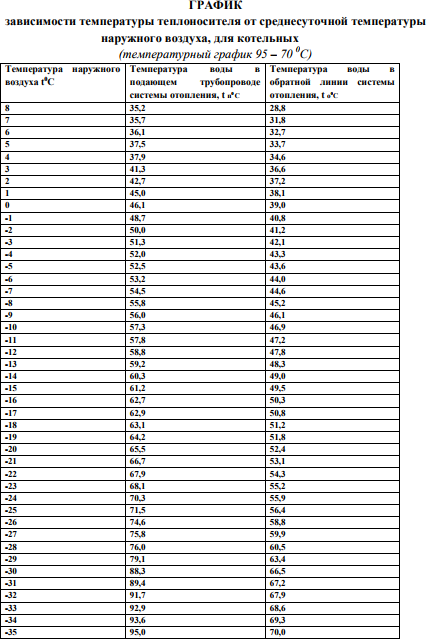 ГРАФИК
зависимости температуры теплоносителя от среднесуточной температуры
наружного воздуха, для котельных
(температурный график 95 – 70 ⁰С)
Температура наружного воздуха t⁰С | Температура воды в подающем трубопроводе системы отопления, t о⁰С | Температура воды в обратной линии системы отопления, t о⁰С
8 35,2 28,8
7 35,7 31,8
6 36,1 32,7
5 37,5 33,7
4 37,9 34,6
3 41,3 36,6
2 42,7 37,2
1 45,0 38,1
0 46,1 39,0
-1 48,7 40,8
-2 50,0 41,2
-3 51,3 42,1
-4 52,0 43,3
-5 52,5 43,6
-6 53,2 44,0
-7 54,5 44,6
-8 55,8 45,2
-9 56,0 46,1
-10 57,3 46,9
-11 57,8 47,2
-12 58,8 47,8
-13 59,2 48,3
-14 60,3 49,0
-15 61,2 49,5
-16 62,7 50,3
-17 62,9 50,8
-18 63,1 51,2
-19 64,2 51,8
-20 65,5 52,4
-21 66,7 53,1
-22 67,9 54,3
-23 68,1 55,2
-24 70,3 55,9
-25 71,5 56,4
-26 74,6 58,8
-27 75,8 59,9
-28 76,0 60,5
-29 79,1 63,4
-30 88,3 66,5
-31 89,4 67,2
-32 91,7 67,9
-33 92,9 68,6
-34 93,6 69,3
-35 95,0 70,0